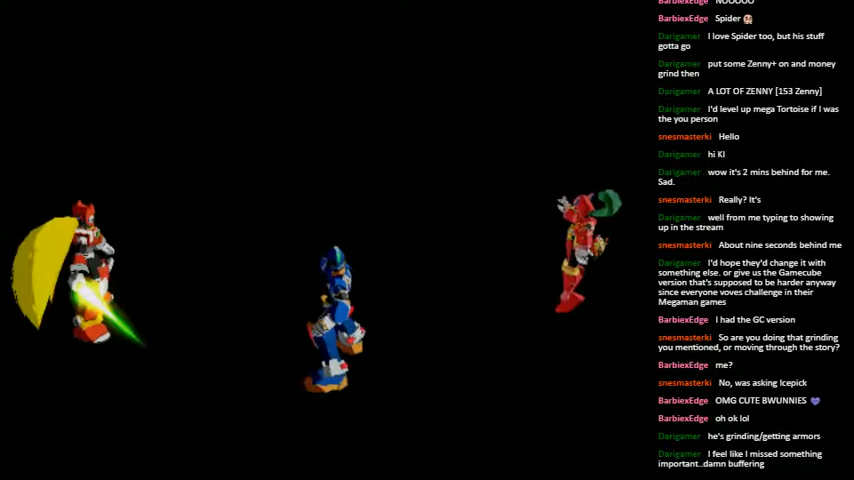 BarbiexEdge NOOOOO
BarbiexEdge Spider
Darigamer I love Spider too, but his stuff
gotta go
Darigamer put some Zenny+ on and money
grind then
Darigamer A LOT OF ZENNY [153 Zenny]
Darigamer I'd level up mega Tortoise if I was
the you person
snesmasterki Hello
Darigamer hi KI
Darigamer wow it's 2 mins behind for me.
Sad.
snesmasterki Really? It's
Darigamer well from me typing to showing
up in the stream
snesmasterki About nine seconds behind me
Darigamer I'd hope they'd change it with
something else. or give us the Gamecube
version that's supposed to be harder anyway
since everyone voves challenge in their
Megaman games
BarbiexEdge I had the GC version
snesmasterki So are you doing that grinding
you mentioned, or moving through the story?
BarbiexEdge me?
snesmasterki No, was asking Icepick
BarbiexEdge OMG CUTE BWUNNIES
BarbiexEdge oh ok lol
Darigamer he's grinding/getting armors
Darigamer I feel like I missed something
important..damn buffering